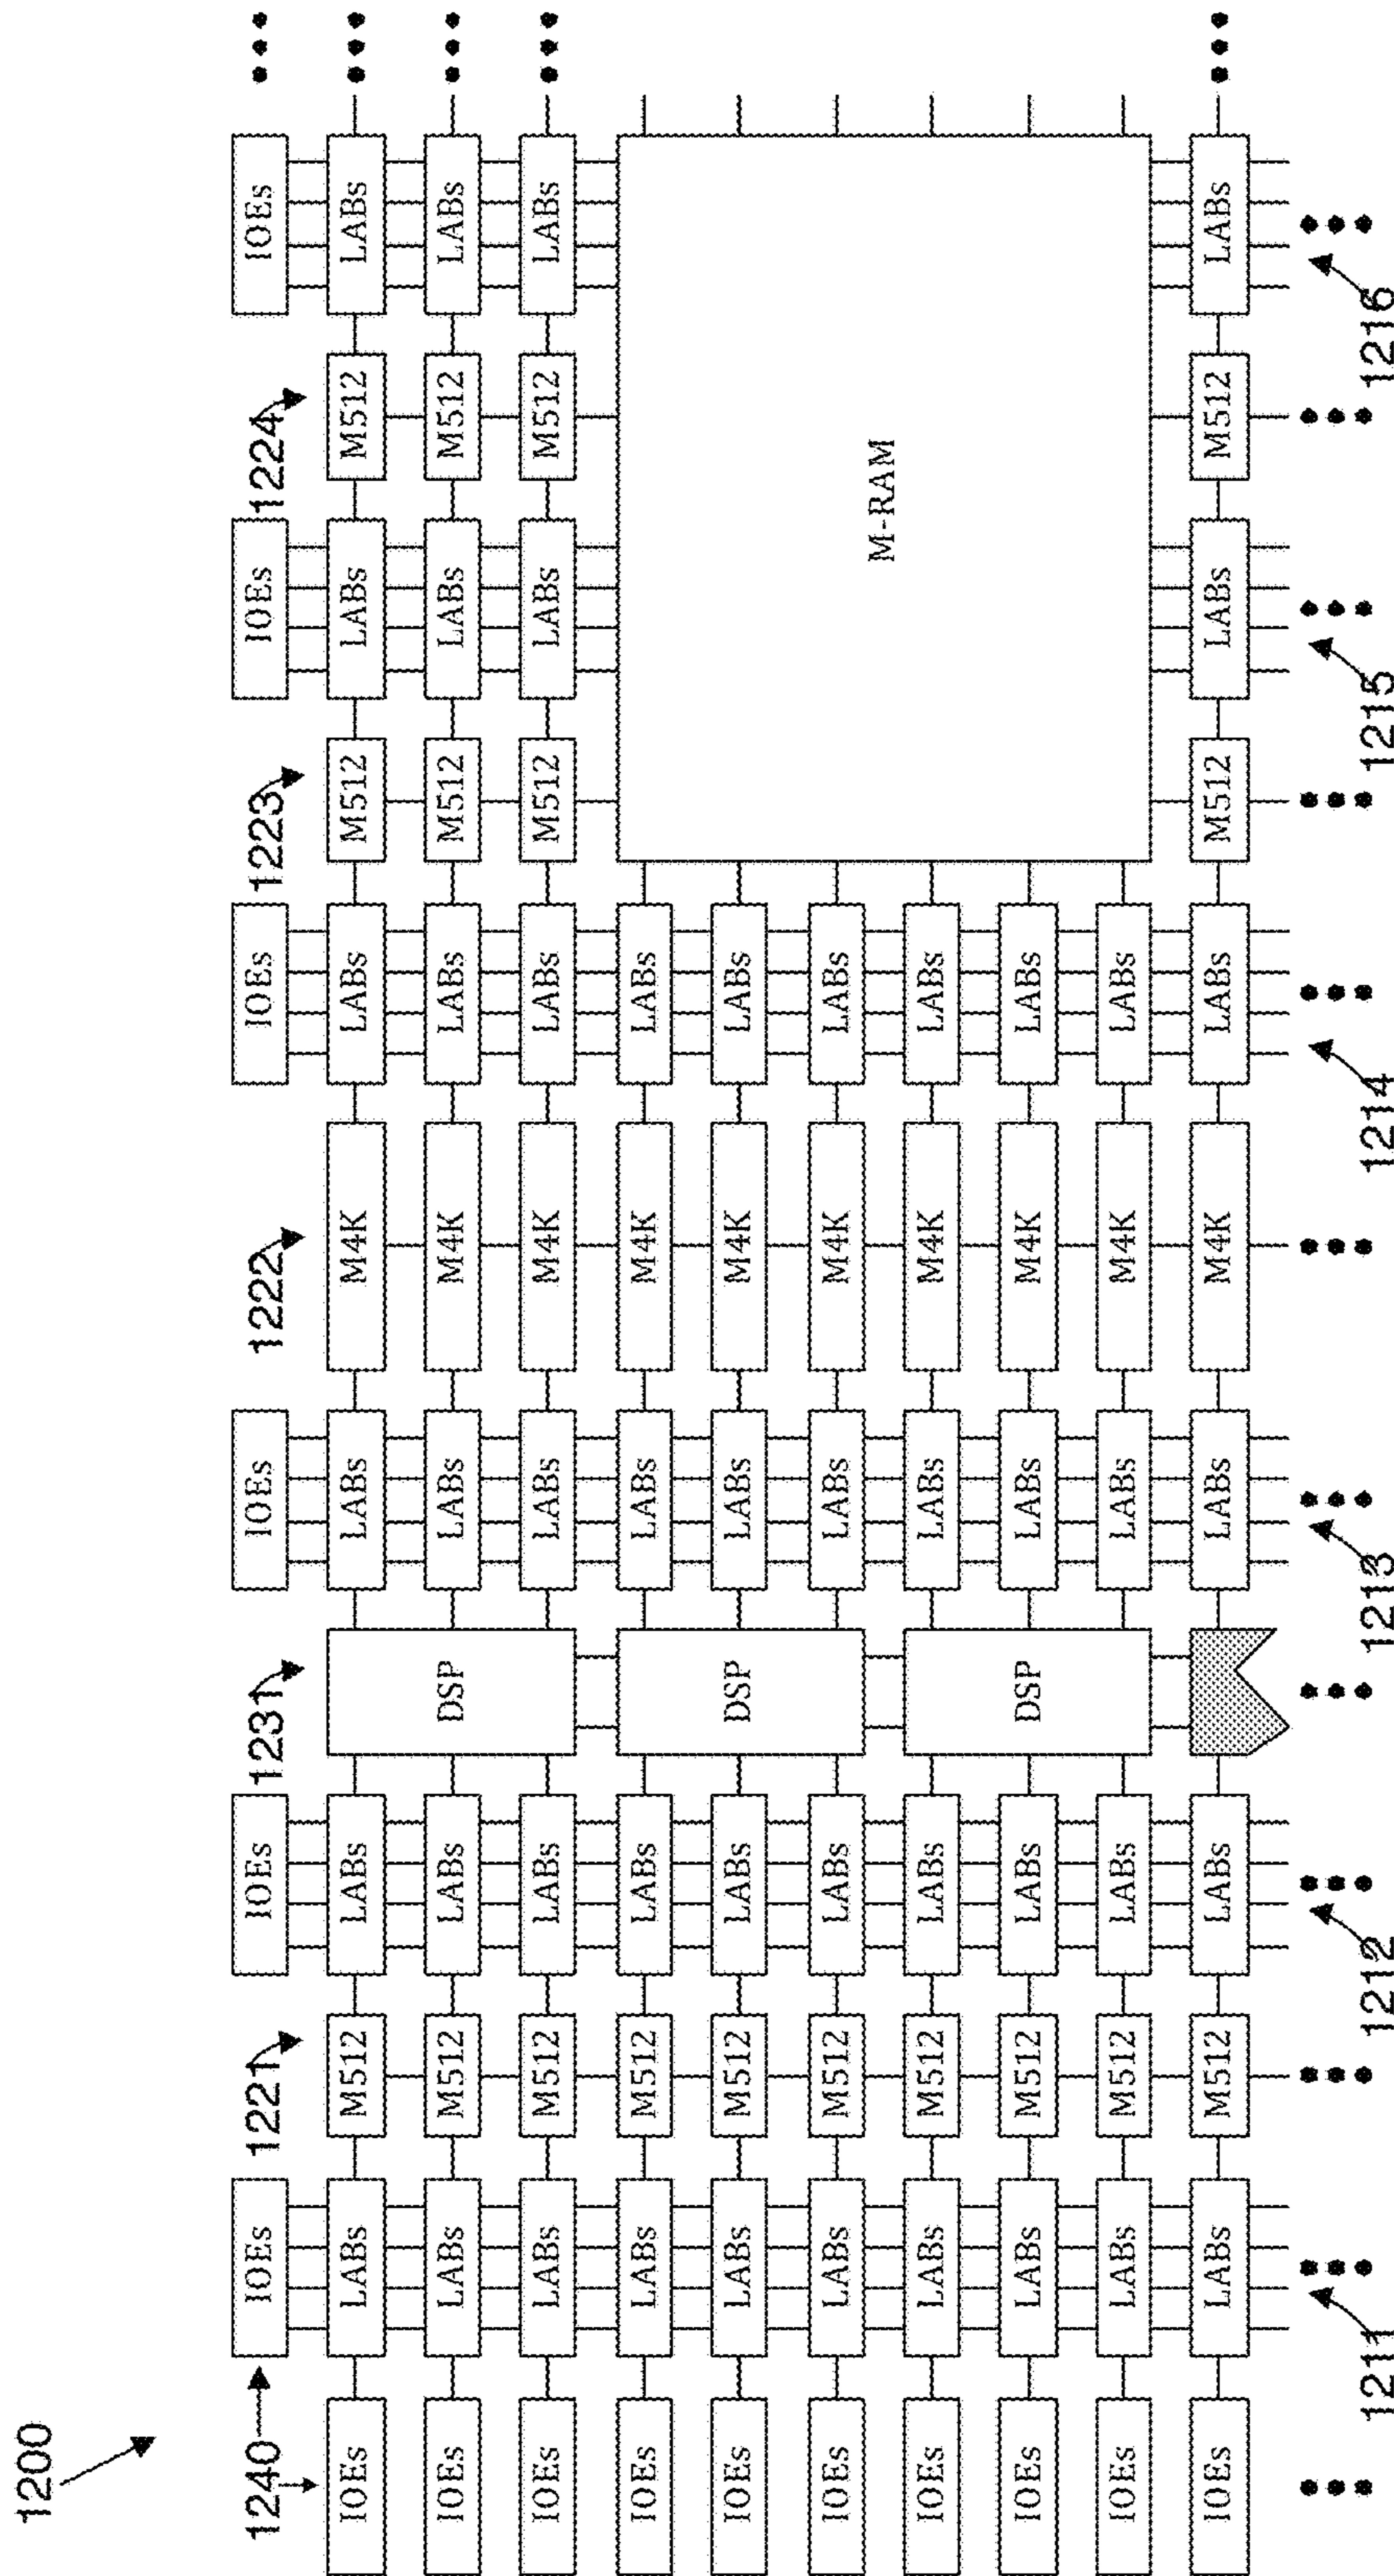 1200
1240 IOEs 1221 IOEs 1231 IOEs 1222 IOEs 1223 IOEs 1224 IOEs
IOEs LABs M512 LABs LABs M4K LABs M512 LABs M512 LABs
IOEs LABs M512 LABs DSP LABs M4K LABs M512 LABs M512 LABs
IOEs LABs M512 LABs LABs M4K LABs M512 LABs M512 LABs
IOEs LABs M512 LABs LABs M4K LABs
IOEs LABs M512 LABs DSP LABs M4K LABs
IOEs LABs M512 LABs LABs M4K LABs
M-RAM
IOEs LABs M512 LABs LABs M4K LABs
IOEs LABs M512 LABs DSP LABs M4K LABs
IOEs LABs M512 LABs LABs M4K LABs
IOEs LABs M512 LABs LABs M4K LABs M512 LABs M512 LABs
1211 1212 1213 1214 1215 1216